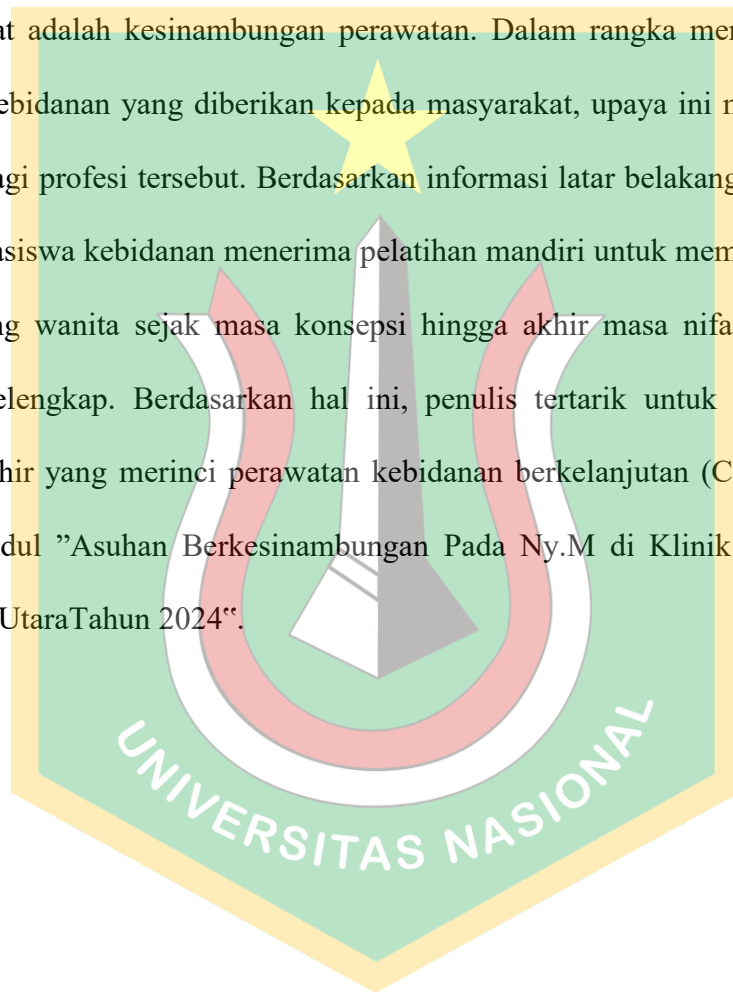 at adalah kesinambungan perawatan. Dalam rangka mer
ebidanan yang diberikan kepada masyarakat, upaya ini m
agi profesi tersebut. Berdasarkan informasi latar belakang
asiswa kebidanan menerima pelatihan mandiri untuk mem
ng wanita sejak masa konsepsi hingga akhir masa nifa
elengkap. Berdasarkan hal ini, penulis tertarik untuk
hir yang merinci perawatan kebidanan berkelanjutan (C
dul ”Asuhan Berkesinambungan Pada Ny.M di Klinik
UtaraTahun 2024“.
UNIVERSITAS NASIONAL